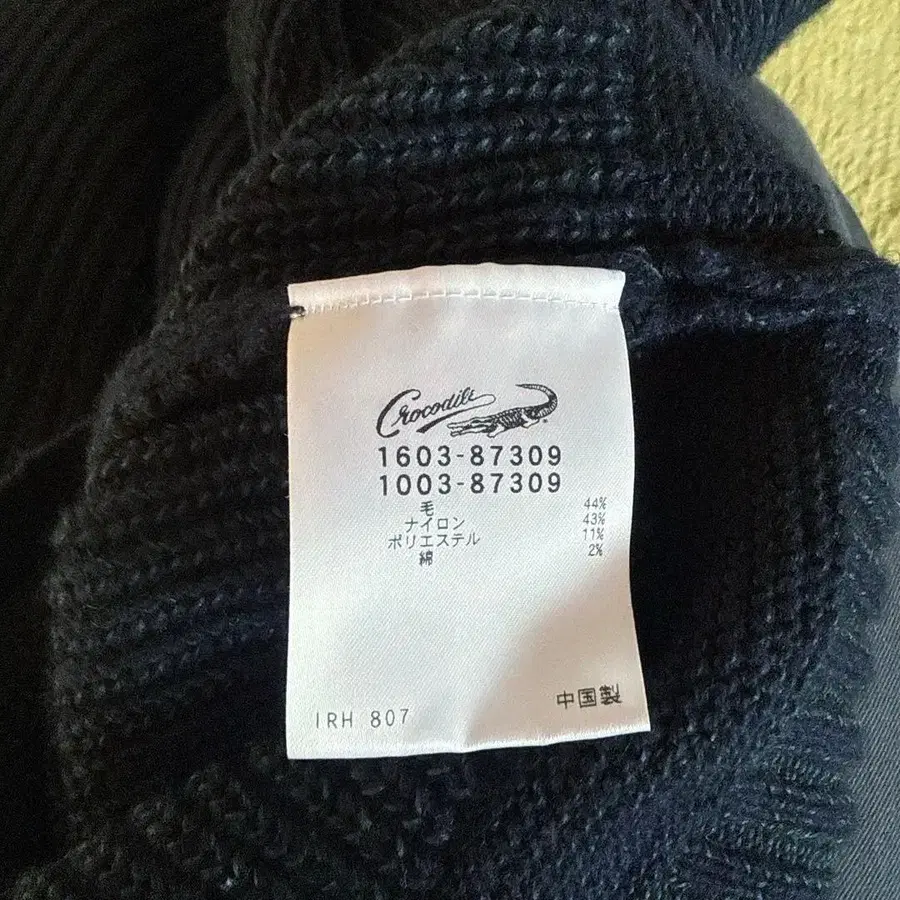 Crocodile
1603-87309
1003-87309
毛 44%
ナイロン 43%
ポリエステル 11%
綿 2%
中国製
IRH 807